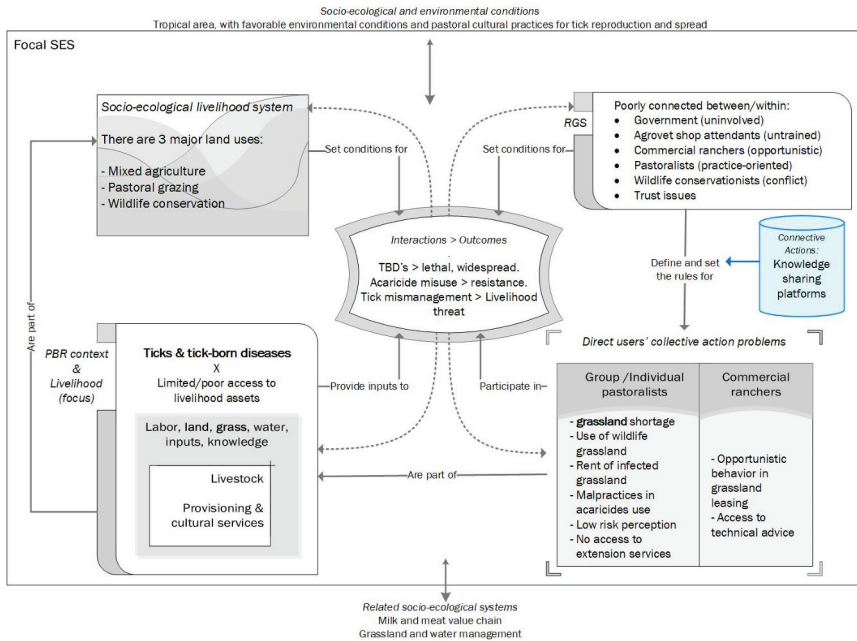 Socio-ecological and environmental conditions
Tropical area, with favorable environmental conditions and pastoral cultural practices for tick reproduction and spread
Focal SES
Socio-ecological livelihood system
There are 3 major land uses:
- Mixed agriculture
- Pastoral grazing
- Wildlife conservation
Set conditions for
Set conditions for
RGS
Poorly connected between/within:
• Government (uninvolved)
• Agrovet shop attendants (untrained)
• Commercial ranchers (opportunistic)
• Pastoralists (practice-oriented)
• Wildlife conservationists (conflict)
• Trust issues
Interactions > Outcomes
TBD's > lethal, widespread.
Acaricide misuse > resistance.
Tick mismanagement > Livelihood
threat
Define and set
the rules for
Connective
Actions:
Knowledge
sharing
platforms
Are part of
PBR context
&
Livelihood
(focus)
Ticks & tick-born diseases
X
Limited/poor access to
livelihood assets
Labor, land, grass, water,
inputs, knowledge
Livestock
Provisioning &
cultural services
Provide inputs to
Participate in
Are part of
Direct users' collective action problems
Group /Individual
pastoralists
- grassland shortage
- Use of wildlife
grassland
- Rent of infected
grassland
- Malpractices in
acaricides use
- Low risk perception
- No access to
extension services
Commercial
ranchers
- Opportunistic
behavior in
grassland
leasing
- Access to
technical advice
Related socio-ecological systems
Milk and meat value chain
Grassland and water management